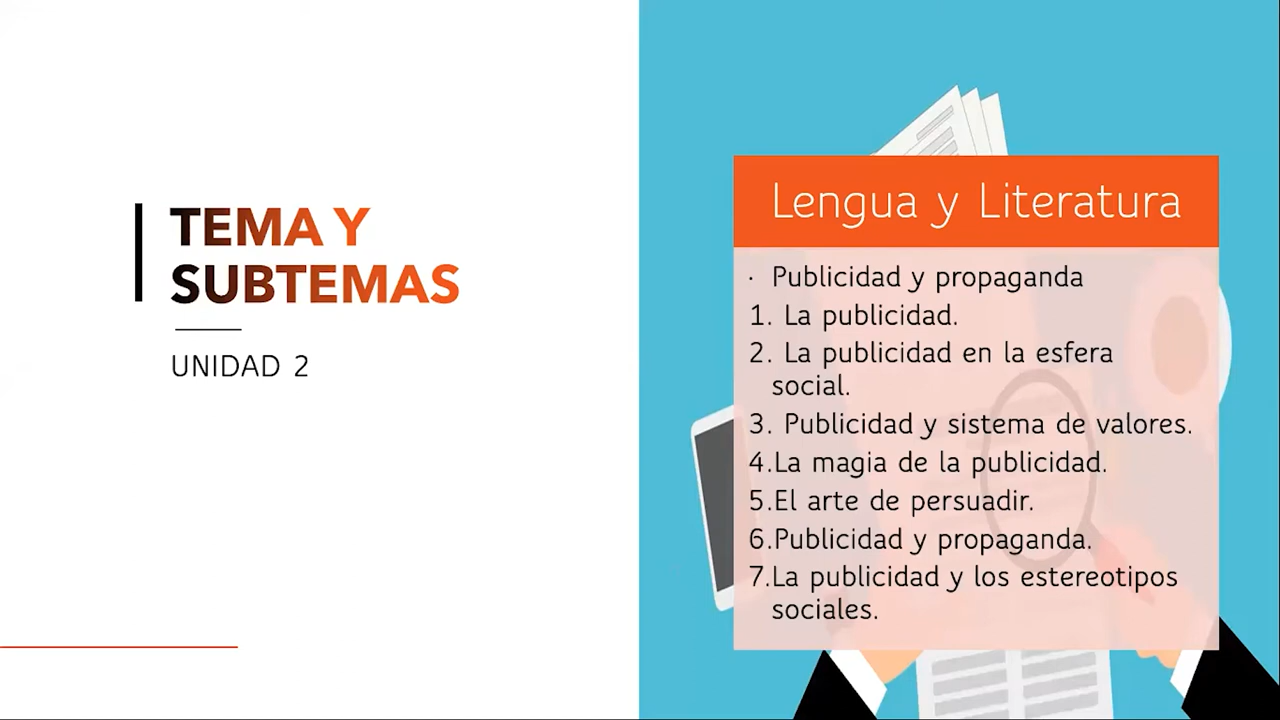 TEMA Y
SUBTEMAS
UNIDAD 2
Lengua y Literatura
· Publicidad y propaganda
1. La publicidad.
2. La publicidad en la esfera
social.
3. Publicidad y sistema de valores.
4.La magia de la publicidad.
5.El arte de persuadir.
6.Publicidad y propaganda.
7.La publicidad y los estereotipos
sociales.